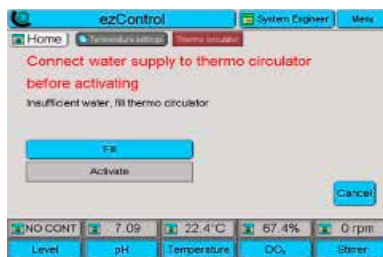 ezControl
System Engineer
Menu
Home
Temperature settings
Thermo circulator
Connect water supply to thermo circulator
before activating
Insufficient water, fill thermo circulator
Fill
Activate
Cancel
NO CONT
7.09
22.4°C
67.4%
0 rpm
Level
pH
Temperature
DO₂
Stirrer